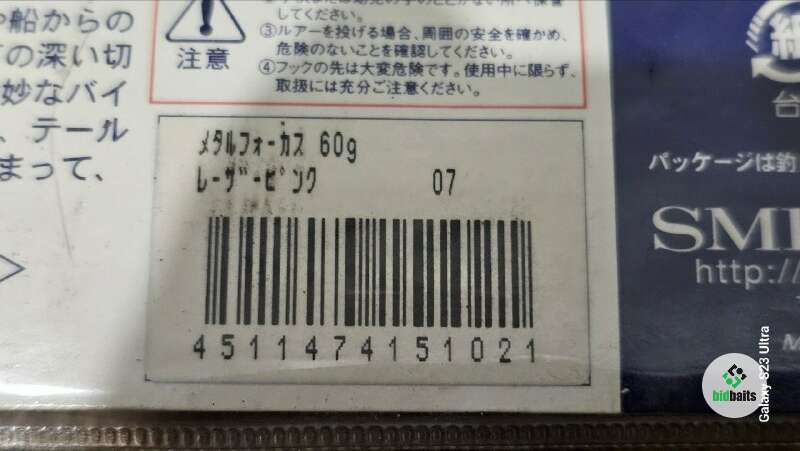 船からの
の深い切
妙なバイ
、テール
まって、
注意
してください。
③ルアーを投げる場合、周囲の安全を確かめ、
危険のないことを確認してください。
④フックの先は大変危険です。使用中に限らず、
取扱には充分ご注意ください。
メタルフォーカス 60g
レーザーピンク 07
4511474151021
台
パッケージは釣
SMI
http://
bidbaits
Galaxy S23 Ultra